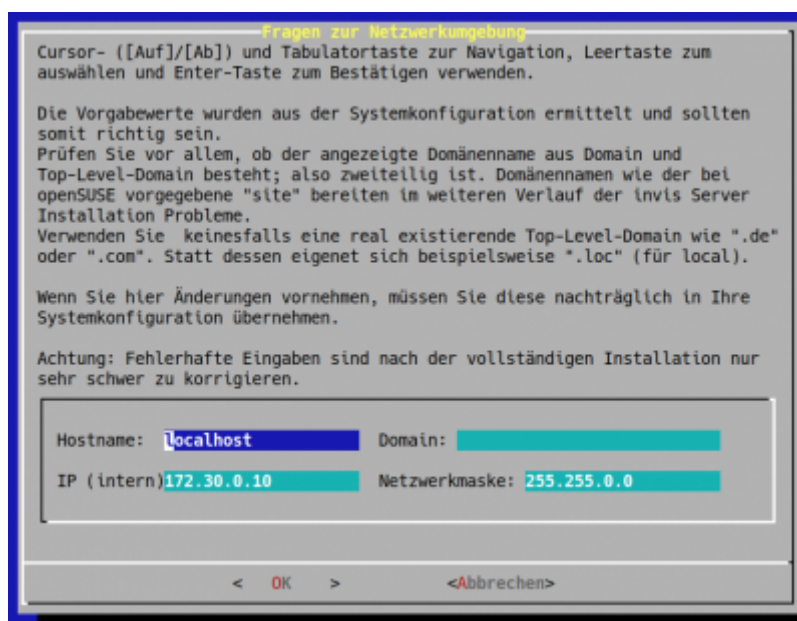 Fragen zur Netzwerkumgebung
Cursor- ([Auf]/[Ab]) und Tabulatortaste zur Navigation, Leertaste zum
auswählen und Enter-Taste zum Bestätigen verwenden.
Die Vorgabewerte wurden aus der Systemkonfiguration ermittelt und sollten
somit richtig sein.
Prüfen Sie vor allem, ob der angezeigte Domänenname aus Domain und
Top-Level-Domain besteht; also zweiteilig ist. Domänennamen wie der bei
openSUSE vorgegebene "site" bereiten im weiteren Verlauf der invis Server
Installation Probleme.
Verwenden Sie  keinesfalls eine real existierende Top-Level-Domain wie ".de"
oder ".com". Statt dessen eigenet sich beispielsweise ".loc" (für local).
Wenn Sie hier Änderungen vornehmen, müssen Sie diese nachträglich in Ihre
Systemkonfiguration übernehmen.
Achtung: Fehlerhafte Eingaben sind nach der vollständigen Installation nur
sehr schwer zu korrigieren.
Hostname: localhost Domain:
IP (intern)172.30.0.10 Netzwerkmaske: 255.255.0.0
< OK > <Abbrechen>